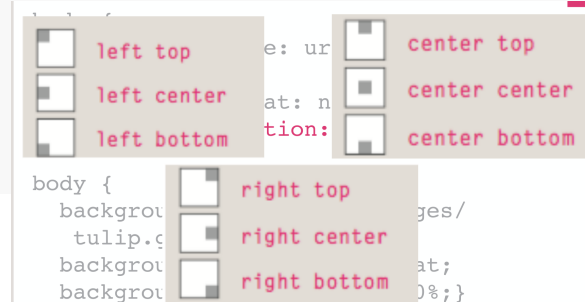 left top
left center
left bottom
center top
center center
center bottom
e: ur
at: n
tion:
body {
right top
right center
right bottom
backgrou
ges/
tulip.g
backgrou
at;
backgrou
0%;}